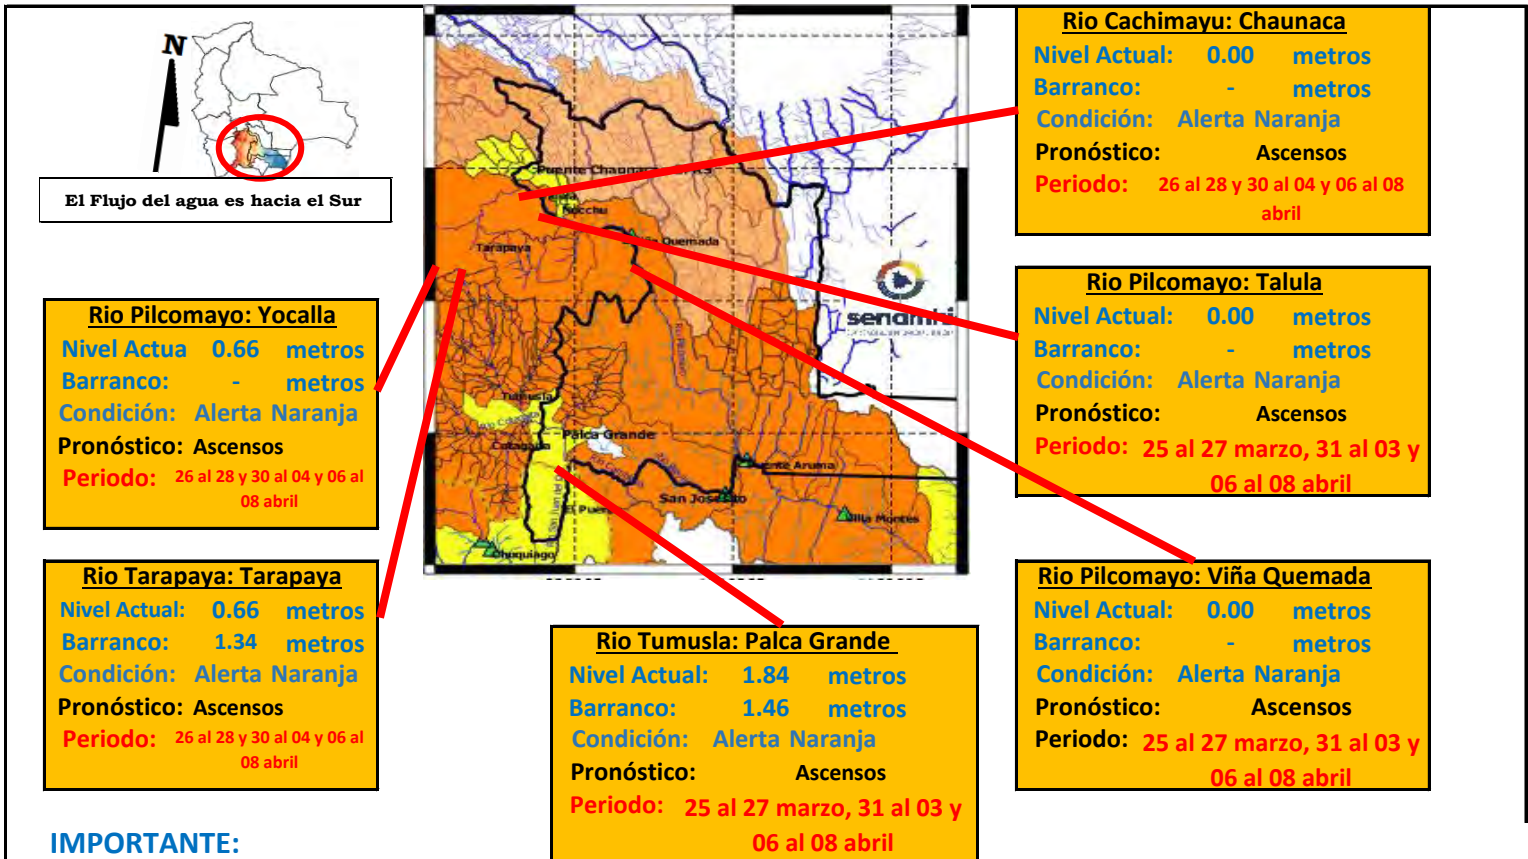 N
El Flujo del agua es hacia el Sur
Rio Pilcomayo: Yocalla
Nivel Actua 0.66 metros
Barranco: - metros
Condición: Alerta Naranja
Pronóstico: Ascensos
Periodo: 26 al 28 y 30 al 04 y 06 al
08 abril
Rio Tarapaya: Tarapaya
Nivel Actual: 0.66 metros
Barranco: 1.34 metros
Condición: Alerta Naranja
Pronóstico: Ascensos
Periodo: 26 al 28 y 30 al 04 y 06 al
08 abril
IMPORTANTE:
Puente Chaunaca
Nocchu
Quemada
Tarapaya
senamhi
Tumusla
Cotagaita
Palca Grande
Puente Aruma
San Josecito
Villa Montes
El Puente
Chuquiago
Rio Tumusla: Palca Grande
Nivel Actual: 1.84 metros
Barranco: 1.46 metros
Condición: Alerta Naranja
Pronóstico: Ascensos
Periodo: 25 al 27 marzo, 31 al 03 y
06 al 08 abril
Rio Cachimayu: Chaunaca
Nivel Actual: 0.00 metros
Barranco: - metros
Condición: Alerta Naranja
Pronóstico: Ascensos
Periodo: 26 al 28 y 30 al 04 y 06 al 08
abril
Rio Pilcomayo: Talula
Nivel Actual: 0.00 metros
Barranco: - metros
Condición: Alerta Naranja
Pronóstico: Ascensos
Periodo: 25 al 27 marzo, 31 al 03 y
06 al 08 abril
Rio Pilcomayo: Viña Quemada
Nivel Actual: 0.00 metros
Barranco: - metros
Condición: Alerta Naranja
Pronóstico: Ascensos
Periodo: 25 al 27 marzo, 31 al 03 y
06 al 08 abril